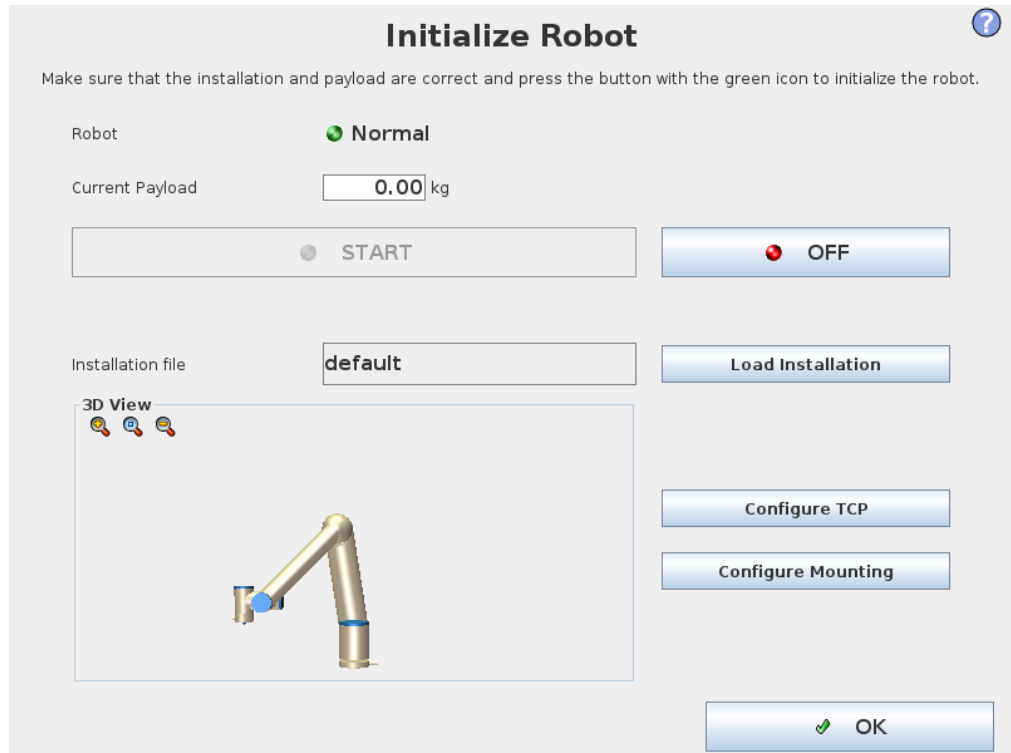 Initialize Robot
?
Make sure that the installation and payload are correct and press the button with the green icon to initialize the robot.
Robot Normal
Current Payload 0.00 kg
START OFF
Installation file default Load Installation
3D View
Configure TCP
Configure Mounting
OK